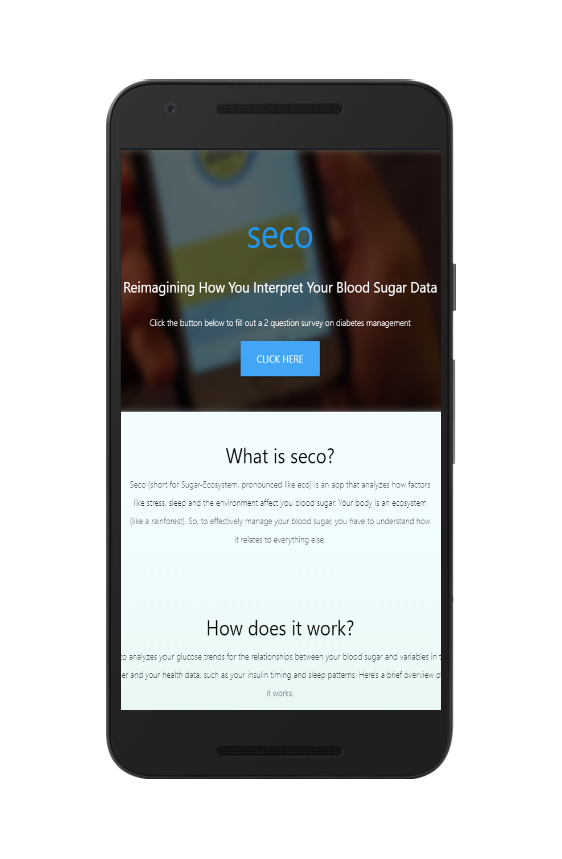 seco
Reimagining How You Interpret Your Blood Sugar Data
Click the button below to fill out a 2 question survey on diabetes management
CLICK HERE
What is seco?
Seco (short for Sugar-Ecosystem, pronounced like eco) is an app that analyzes how factors
like stress, sleep and the environment affect you blood sugar. Your body is an ecosystem
(like a rainforest). So, to effectively manage your blood sugar, you have to understand how
it relates to everything else.
How does it work?
analyzes your glucose trends for the relationships between your blood sugar and variables in
and your health data, such as your insulin timing and sleep patterns. Here's a brief overview
it works: